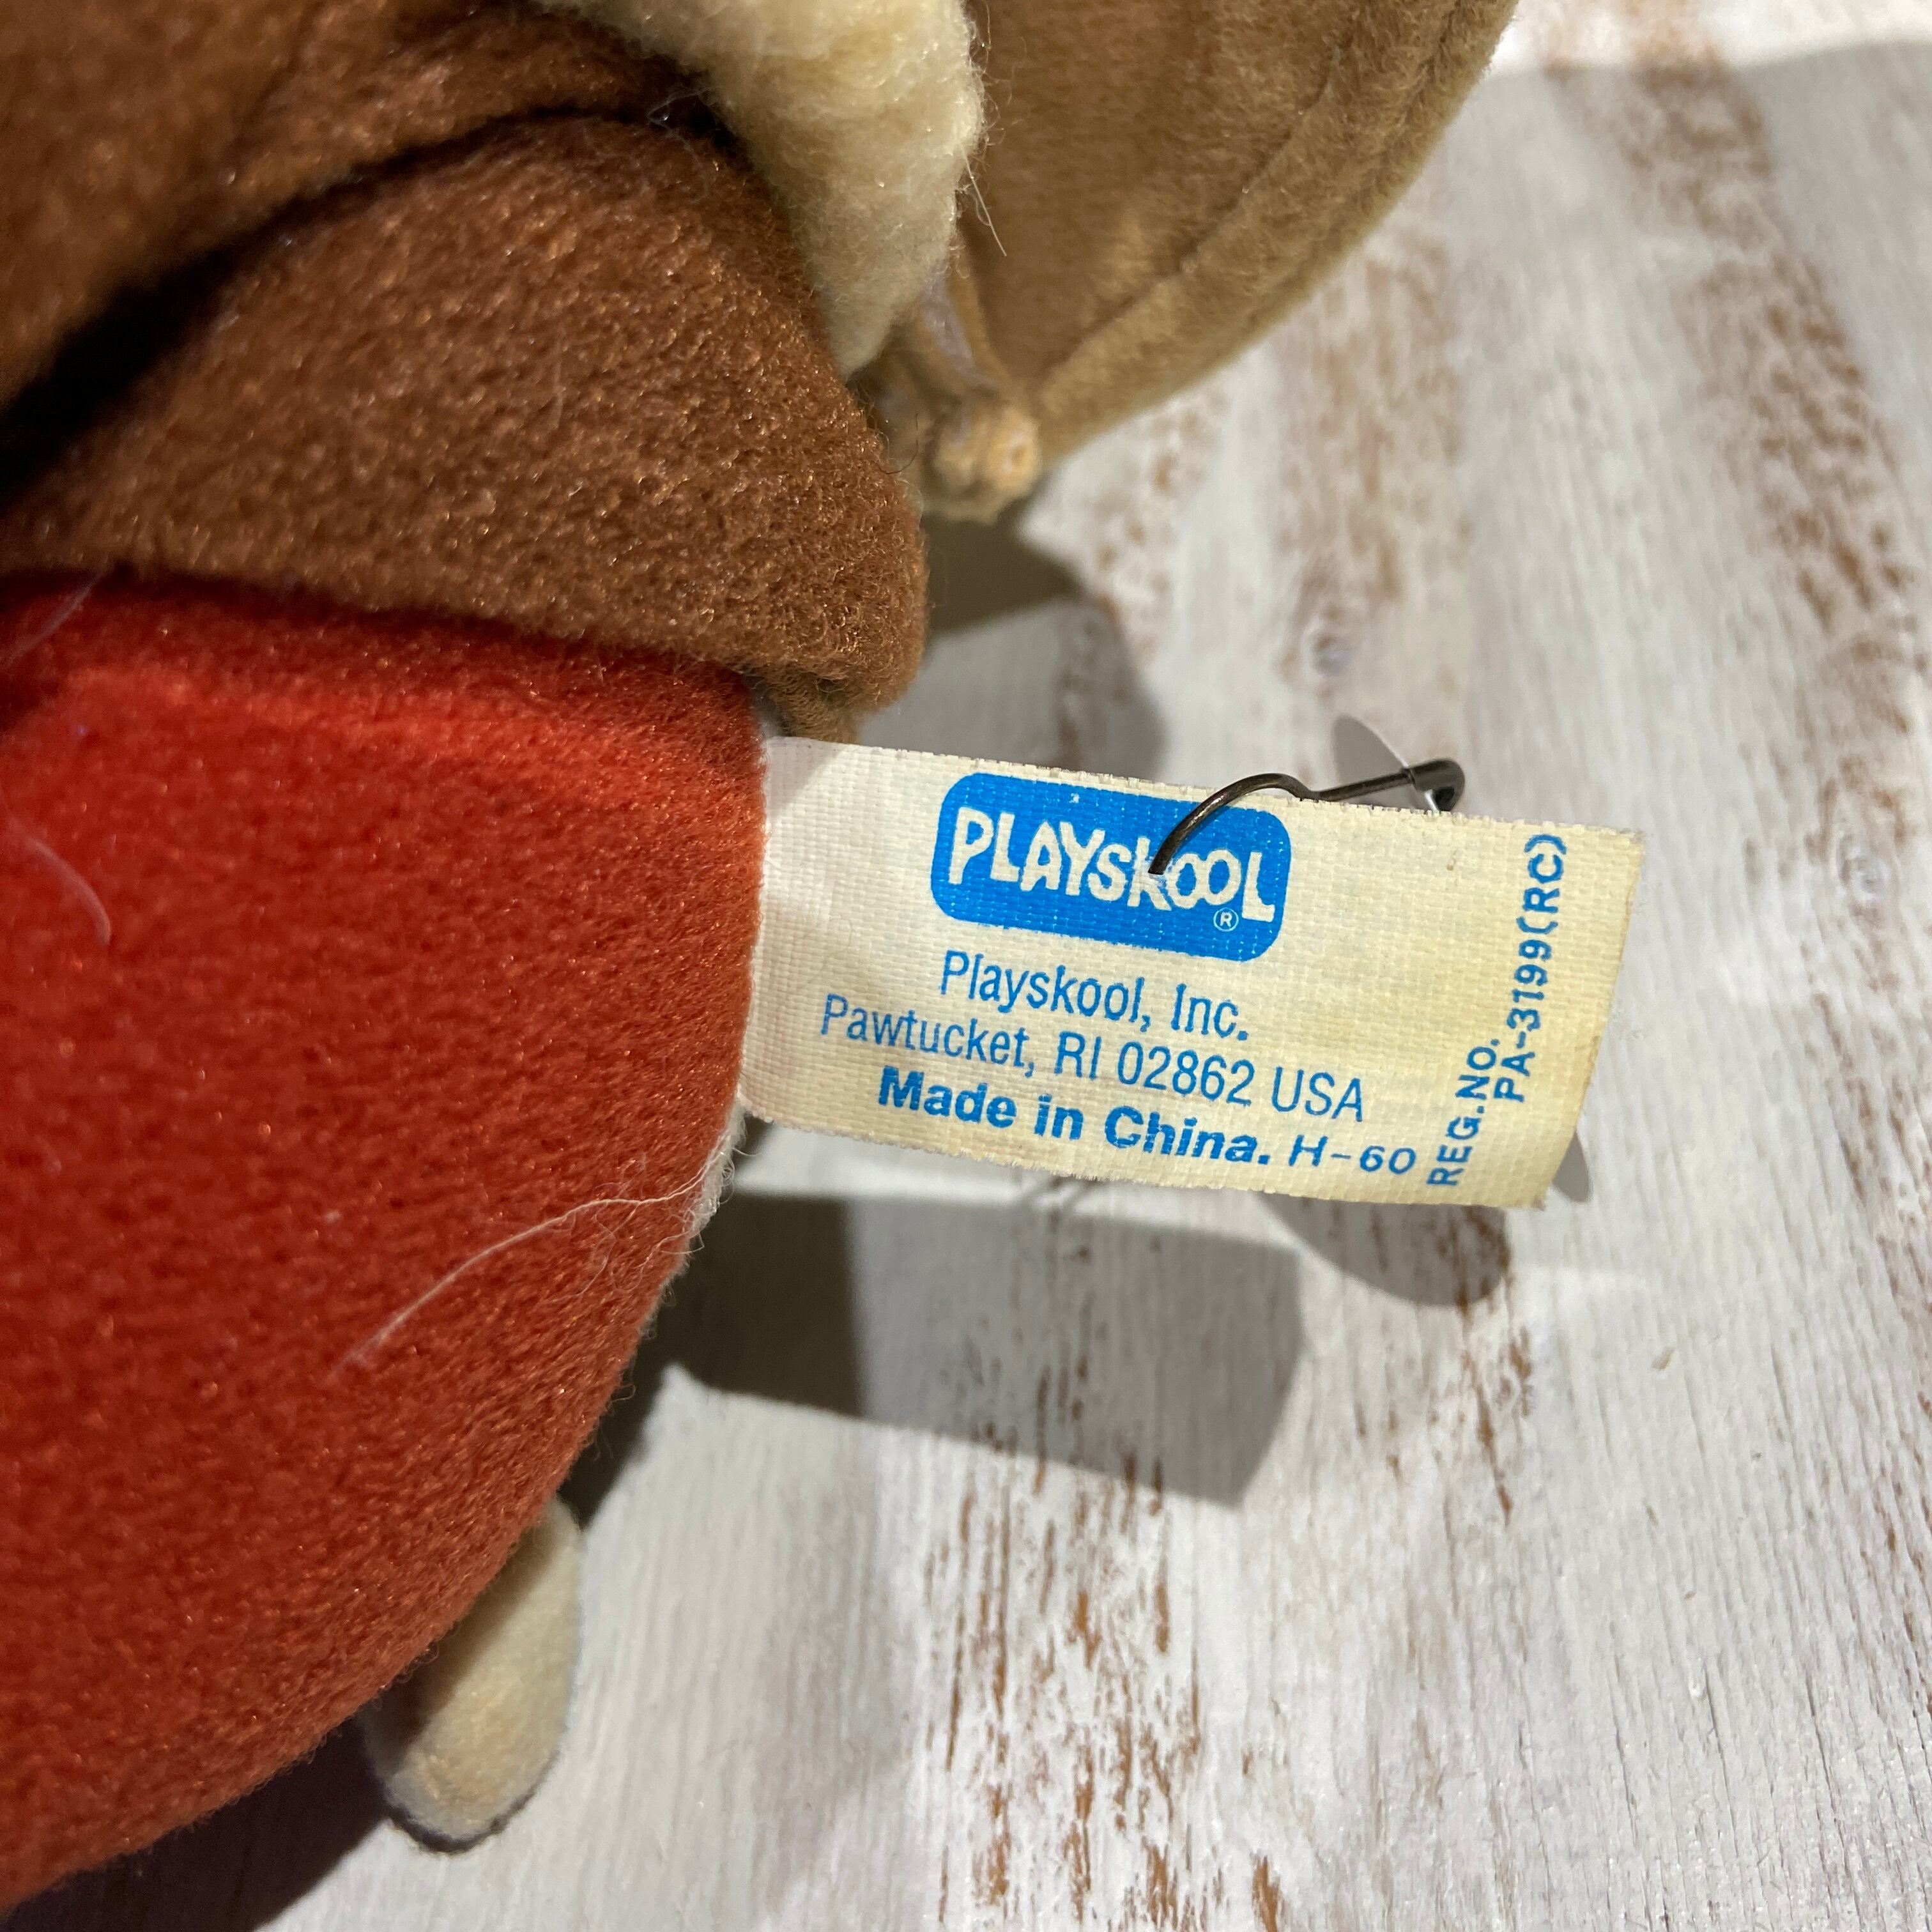 PLAYSKOOL®
Playskool, Inc.
Pawtucket, RI 02862 USA
Made in China. H-60
REG.NO.
PA-3199(RC)